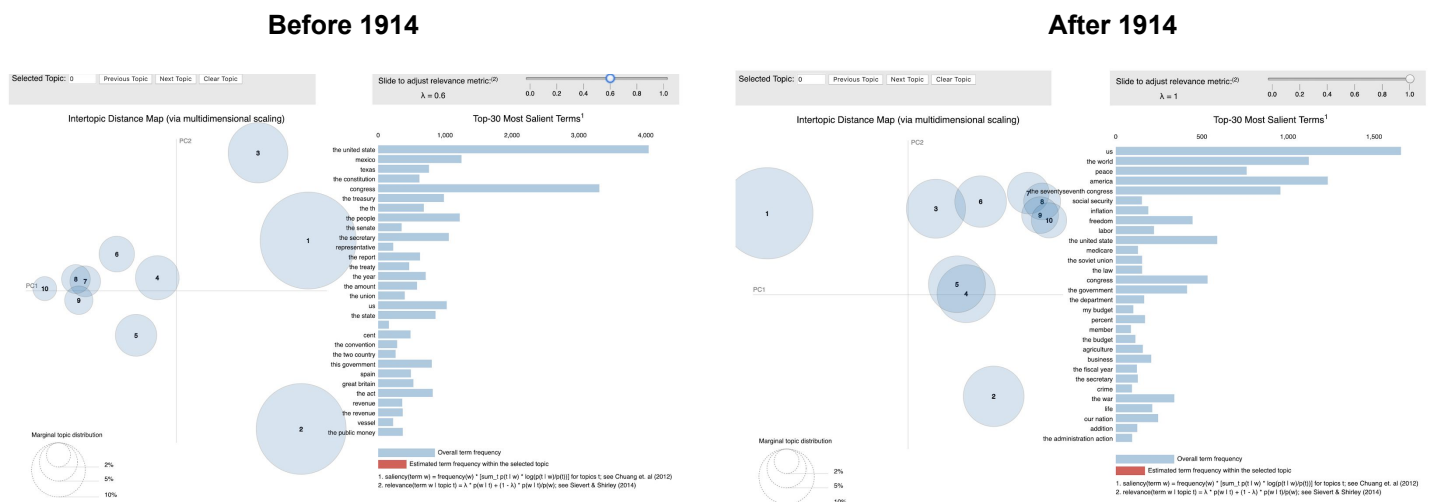 Before 1914
Selected Topic: 0 Previous Topic Next Topic Clear Topic
Slide to adjust relevance metric:(2)
λ = 0.6
0.0 0.2 0.4 0.6 0.8 1.0
Intertopic Distance Map (via multidimensional scaling)
PC2
PC1
3
1
6
4
8
7
10
9
5
2
Marginal topic distribution
2%
5%
10%
Top-30 Most Salient Terms1
0 1,000 2,000 3,000 4,000
the united state
mexico
texas
the constitution
congress
the treasury
the th
the people
the senate
the secretary
representative
the report
the treaty
the year
the amount
the union
us
the state
cent
the convention
the two country
this government
spain
great britain
the act
revenue
the revenue
vessel
the public money
Overall term frequency
Estimated term frequency within the selected topic
1. saliency(term w) = frequency(w) * [sum_t p(t | w) * log(p(t | w)/p(t))] for topics t; see Chuang et. al (2012)
2. relevance(term w | topic t) = λ * p(w | t) + (1 - λ) * p(w | t)/p(w); see Sievert & Shirley (2014)
After 1914
Selected Topic: 0 Previous Topic Next Topic Clear Topic
Slide to adjust relevance metric:(2)
λ = 1
0.0 0.2 0.4 0.6 0.8 1.0
Intertopic Distance Map (via multidimensional scaling)
PC2
PC1
1
3
6
7
8
9
10
5
4
2
Marginal topic distribution
2%
5%
10%
Top-30 Most Salient Terms1
0 500 1,000 1,500
us
the world
peace
america
the seventyseventh congress
social security
inflation
freedom
labor
the united state
medicare
the soviet union
the law
congress
the government
the department
my budget
percent
member
the budget
agriculture
business
the fiscal year
the secretary
crime
the war
life
our nation
addition
the administration action
Overall term frequency
Estimated term frequency within the selected topic
1. saliency(term w) = frequency(w) * [sum_t p(t | w) * log(p(t | w)/p(t))] for topics t; see Chuang et. al (2012)
2. relevance(term w | topic t) = λ * p(w | t) + (1 - λ) * p(w | t)/p(w); see Sievert & Shirley (2014)